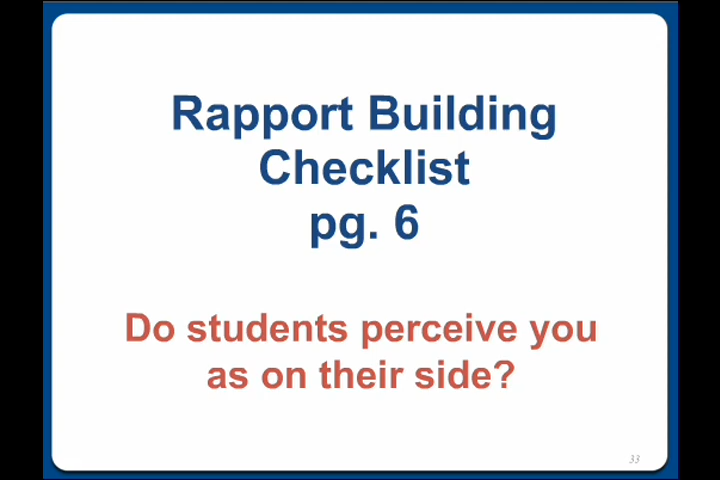 Rapport Building
Checklist
pg. 6
Do students perceive you
as on their side?
33